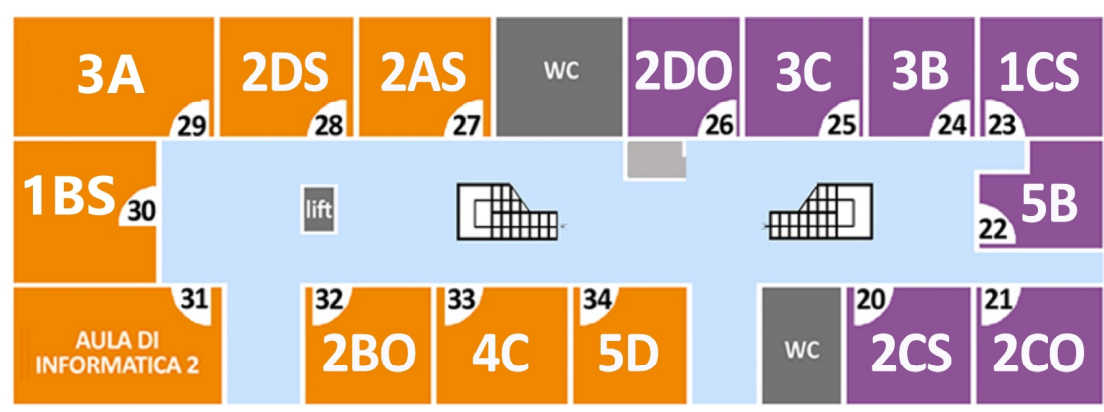 3A
29
2DS
28
2AS
27
WC
2DO
26
3C
25
3B
24
1CS
23
1BS
30
lift
5B
22
31
AULA DI
INFORMATICA 2
32
2BO
33
4C
34
5D
WC
20
2CS
21
2CO